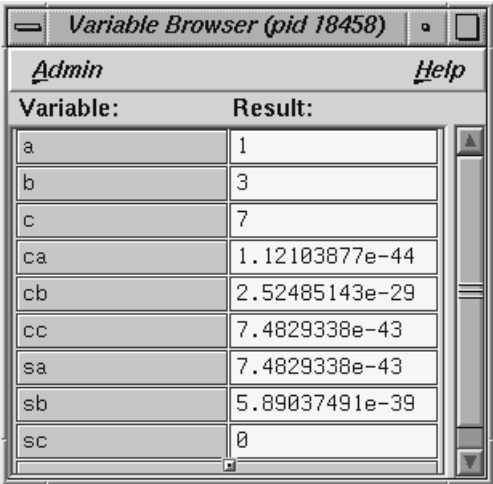 Variable Browser (pid 18458)
Admin Help
Variable: Result:
a 1
b 3
c 7
ca 1.12103877e-44
cb 2.52485143e-29
cc 7.4829338e-43
sa 7.4829338e-43
sb 5.89037491e-39
sc 0